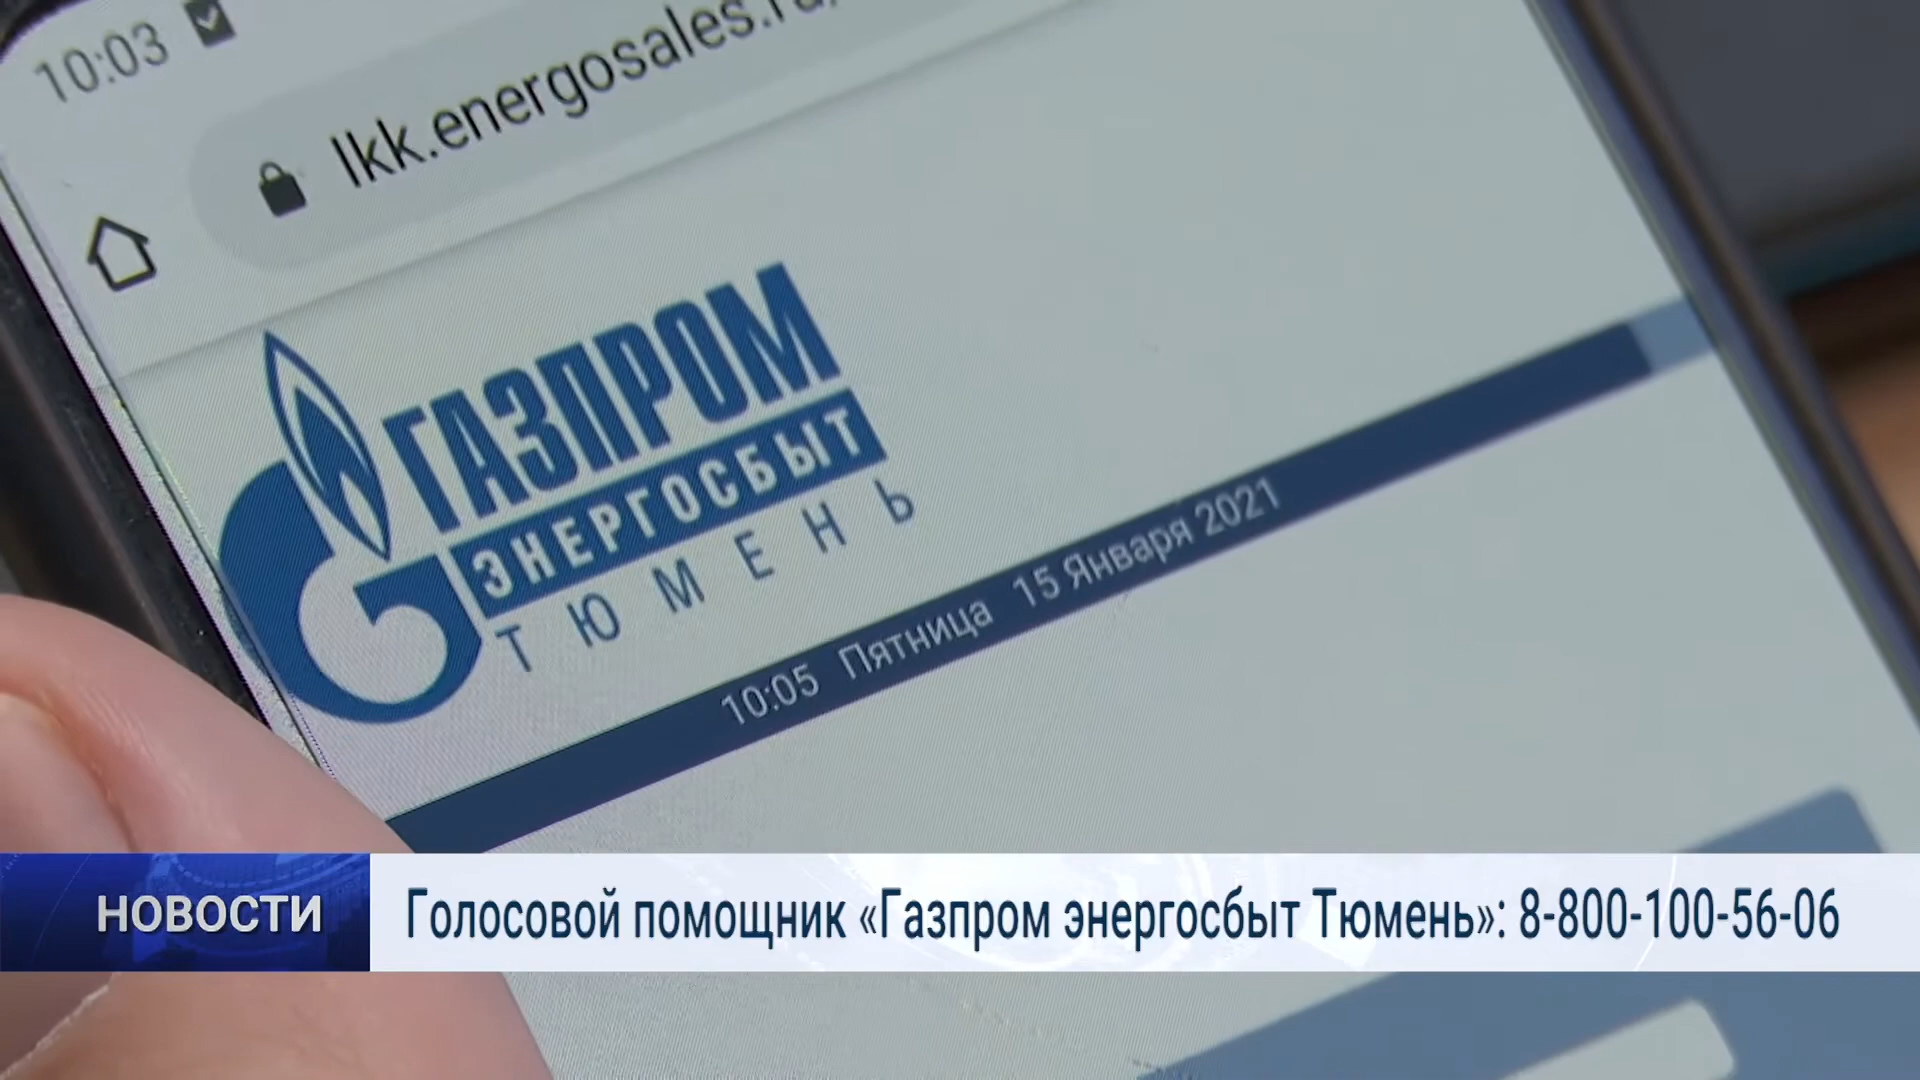 10:03
lkk.energosales.ru
ГАЗПРОМ
ЭНЕРГОСБЫТ
ТЮМЕНЬ
10:05 Пятница 15 Января 2021
НОВОСТИ
Голосовой помощник «Газпром энергосбыт Тюмень»: 8-800-100-56-06